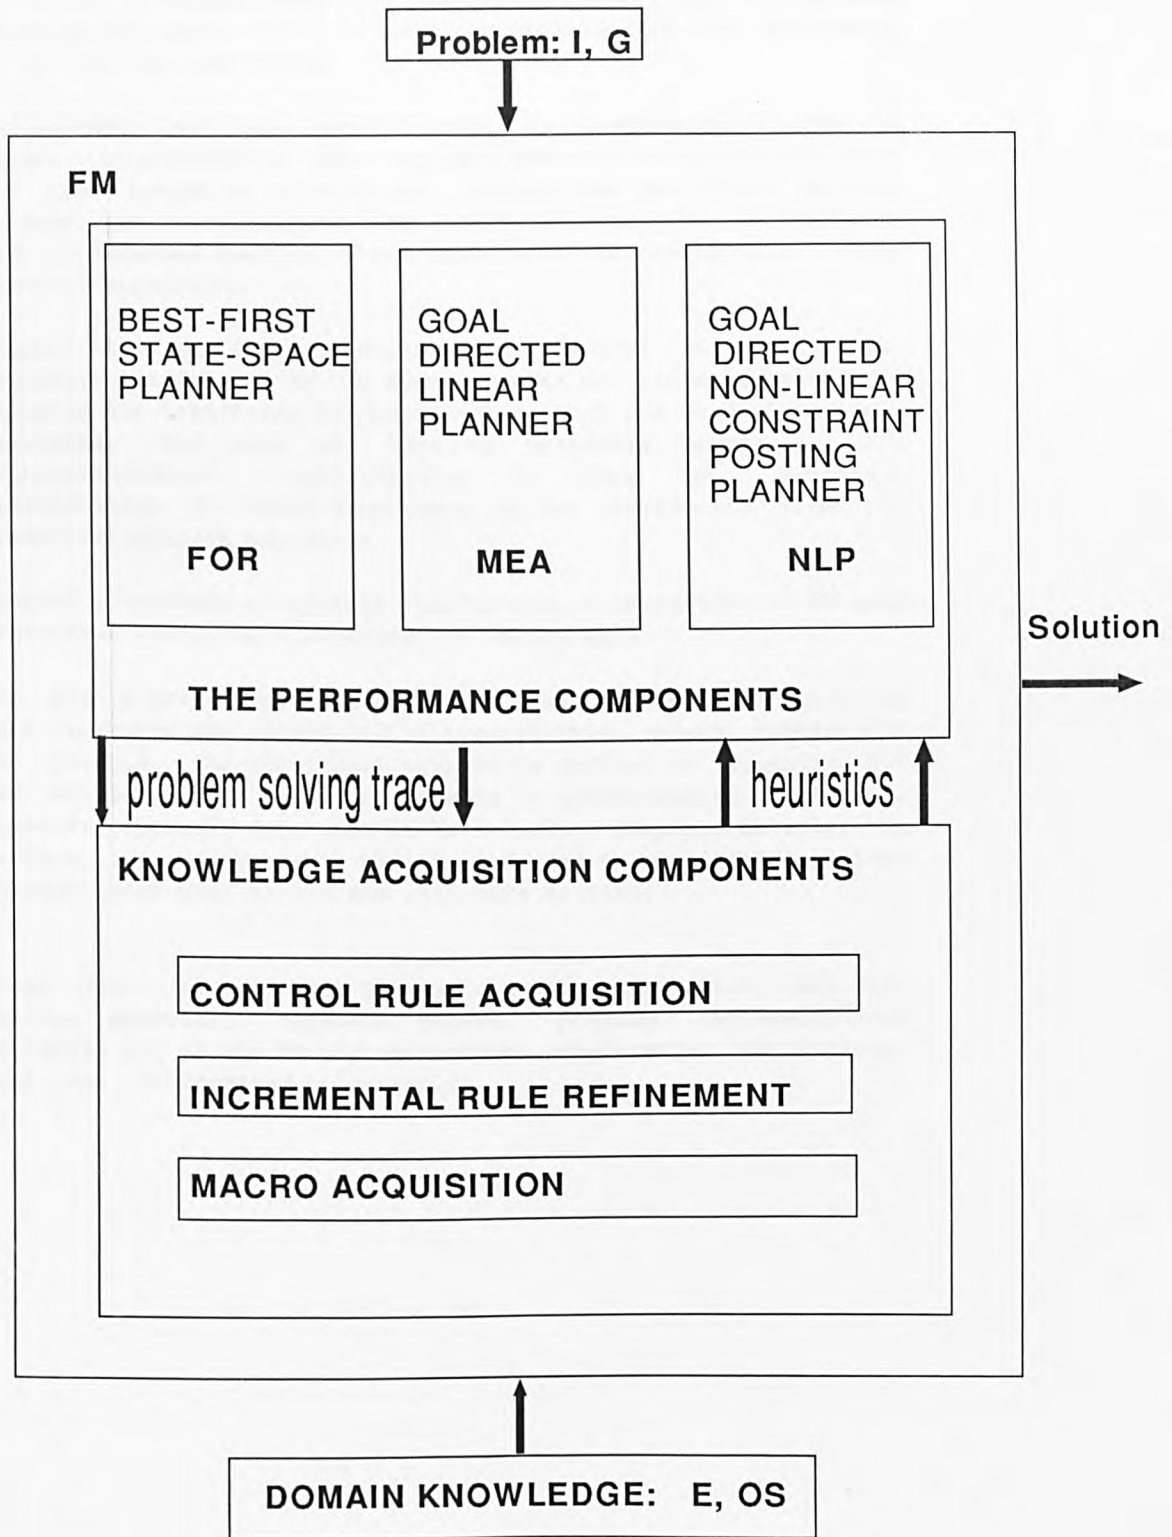 Problem: I, G
FM
BEST-FIRST
STATE-SPACE
PLANNER
FOR
GOAL
DIRECTED
LINEAR
PLANNER
MEA
GOAL
DIRECTED
NON-LINEAR
CONSTRAINT
POSTING
PLANNER
NLP
THE PERFORMANCE COMPONENTS
Solution
problem solving trace
heuristics
KNOWLEDGE ACQUISITION COMPONENTS
CONTROL RULE ACQUISITION
INCREMENTAL RULE REFINEMENT
MACRO ACQUISITION
DOMAIN KNOWLEDGE: E, OS